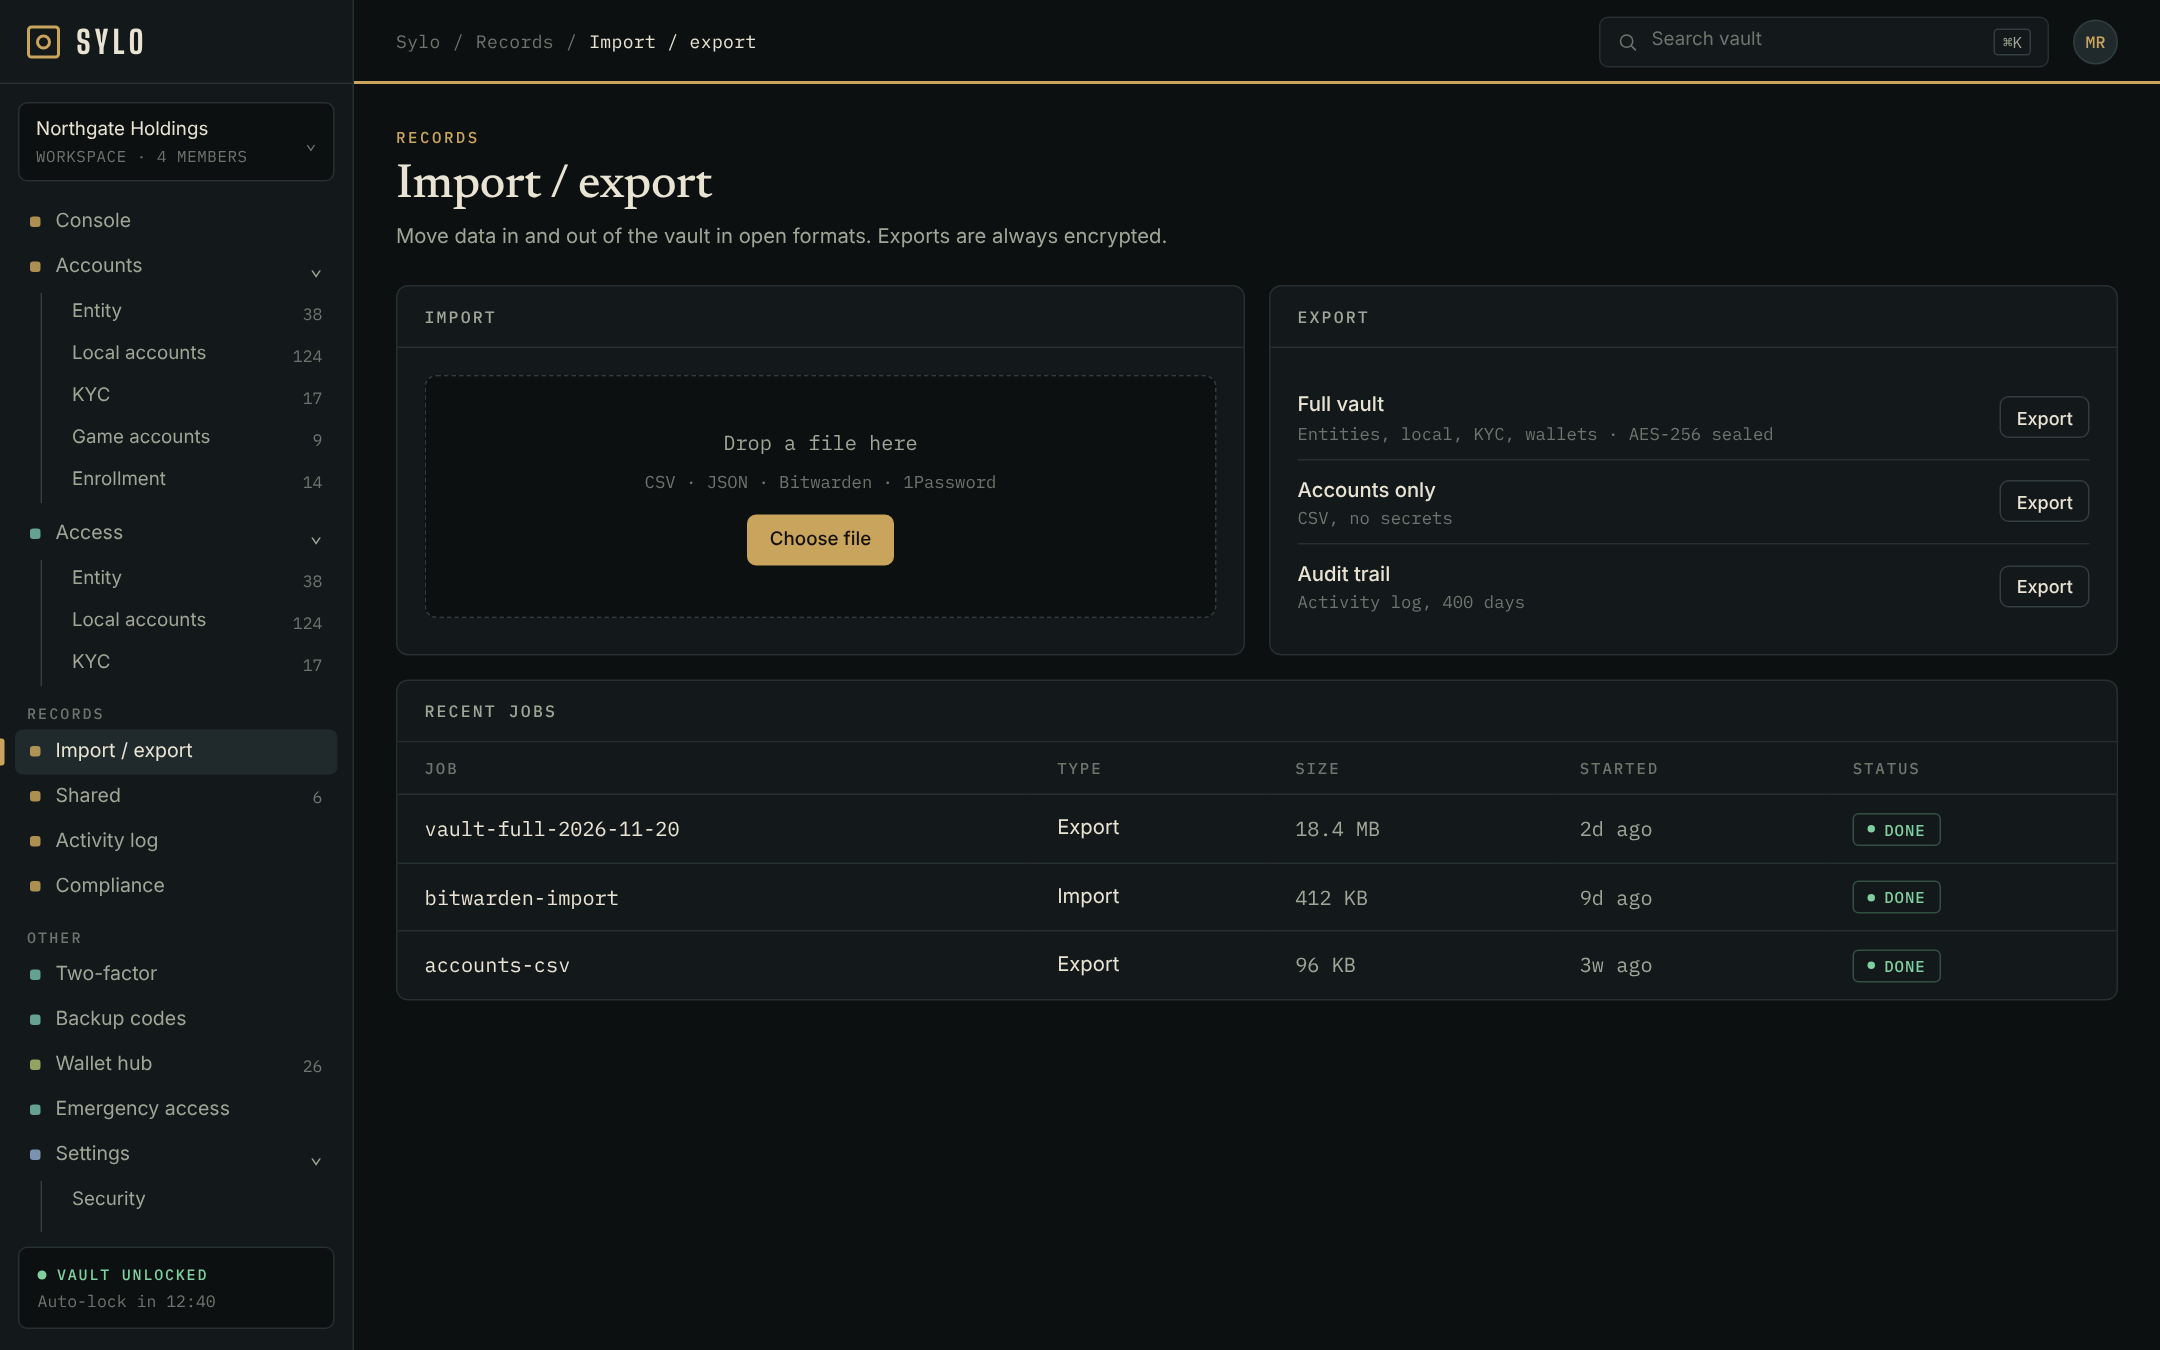 SYLO
Northgate Holdings
WORKSPACE · 4 MEMBERS
Console
Accounts
Entity 38
Local accounts 124
KYC 17
Game accounts 9
Enrollment 14
Access
Entity 38
Local accounts 124
KYC 17
RECORDS
Import / export
Shared 6
Activity log
Compliance
OTHER
Two-factor
Backup codes
Wallet hub 26
Emergency access
Settings
Security
VAULT UNLOCKED
Auto-lock in 12:40
Sylo / Records / Import / export
Search vault ⌘K
MR
RECORDS
Import / export
Move data in and out of the vault in open formats. Exports are always encrypted.
IMPORT
Drop a file here
CSV · JSON · Bitwarden · 1Password
Choose file
EXPORT
Full vault
Entities, local, KYC, wallets · AES-256 sealed
Export
Accounts only
CSV, no secrets
Export
Audit trail
Activity log, 400 days
Export
RECENT JOBS
JOB TYPE SIZE STARTED STATUS
vault-full-2026-11-20 Export 18.4 MB 2d ago DONE
bitwarden-import Import 412 KB 9d ago DONE
accounts-csv Export 96 KB 3w ago DONE